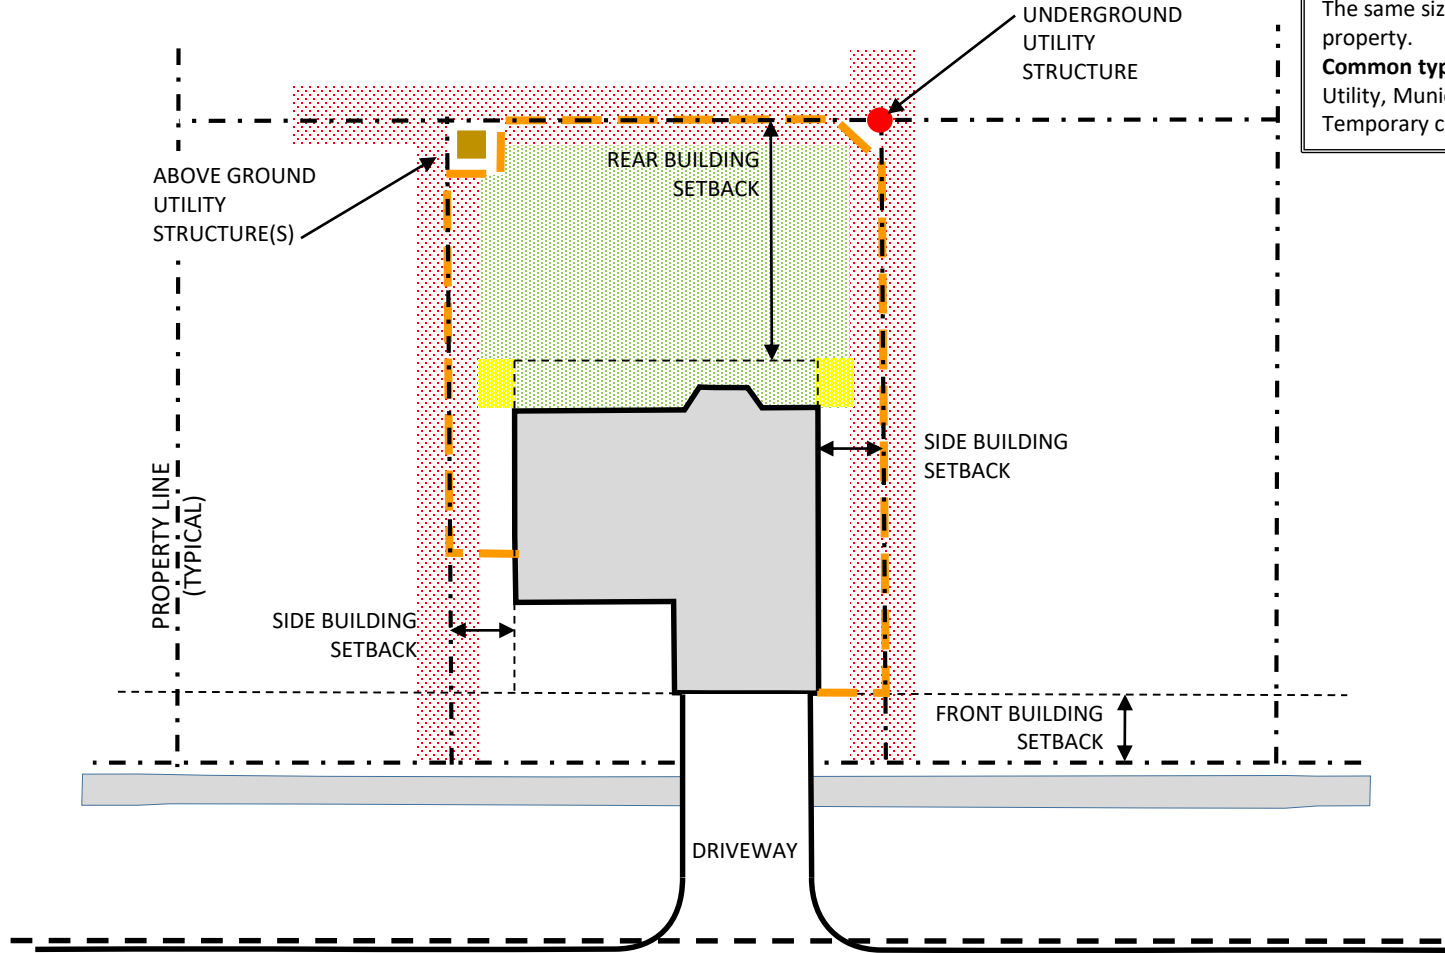 UNDERGROUND
UTILITY
STRUCTURE
The same siz
property.
Common typ
Utility, Munic
Temporary c
ABOVE GROUND
UTILITY
STRUCTURE(S)
REAR BUILDING
SETBACK
SIDE BUILDING
SETBACK
PROPERTY LINE
(TYPICAL)
SIDE BUILDING
SETBACK
FRONT BUILDING
SETBACK
DRIVEWAY